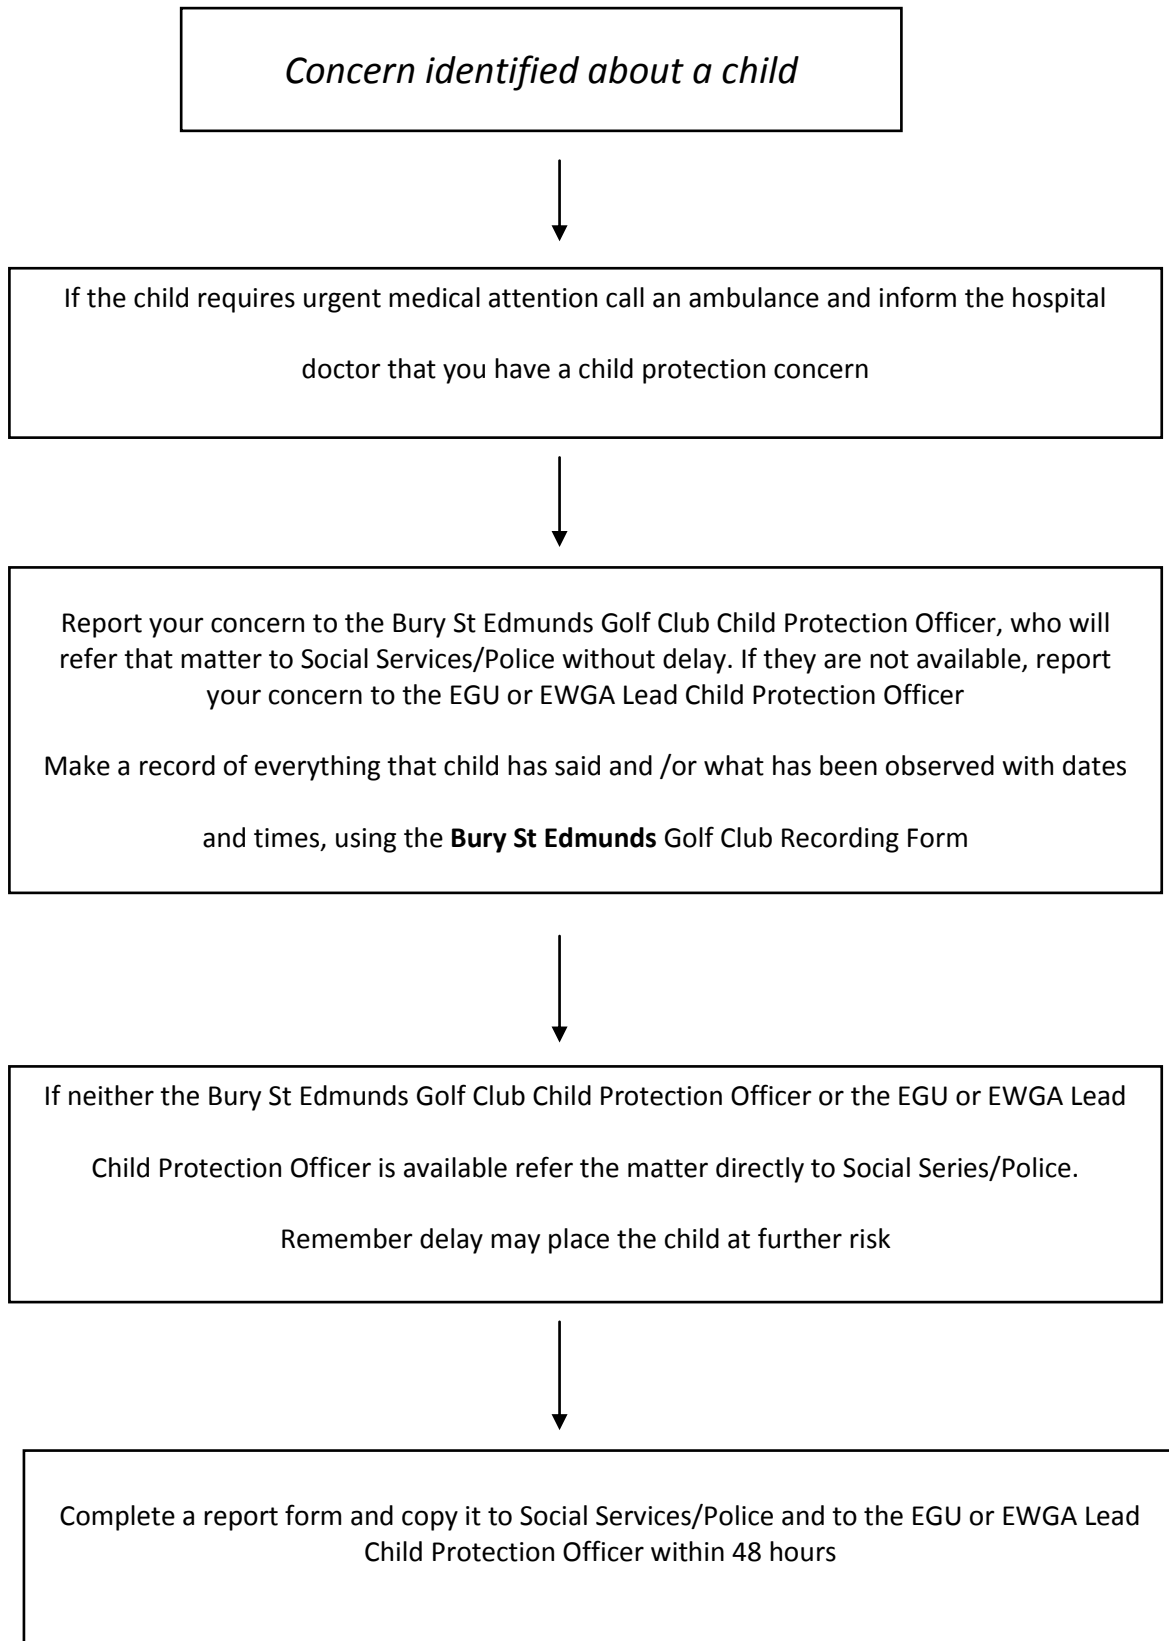 Concern identified about a child
If the child requires urgent medical attention call an ambulance and inform the hospital
doctor that you have a child protection concern
Report your concern to the Bury St Edmunds Golf Club Child Protection Officer, who will
refer that matter to Social Services/Police without delay. If they are not available, report
your concern to the EGU or EWGA Lead Child Protection Officer
Make a record of everything that child has said and /or what has been observed with dates
and times, using the Bury St Edmunds Golf Club Recording Form
If neither the Bury St Edmunds Golf Club Child Protection Officer or the EGU or EWGA Lead
Child Protection Officer is available refer the matter directly to Social Series/Police.
Remember delay may place the child at further risk
Complete a report form and copy it to Social Services/Police and to the EGU or EWGA Lead
Child Protection Officer within 48 hours